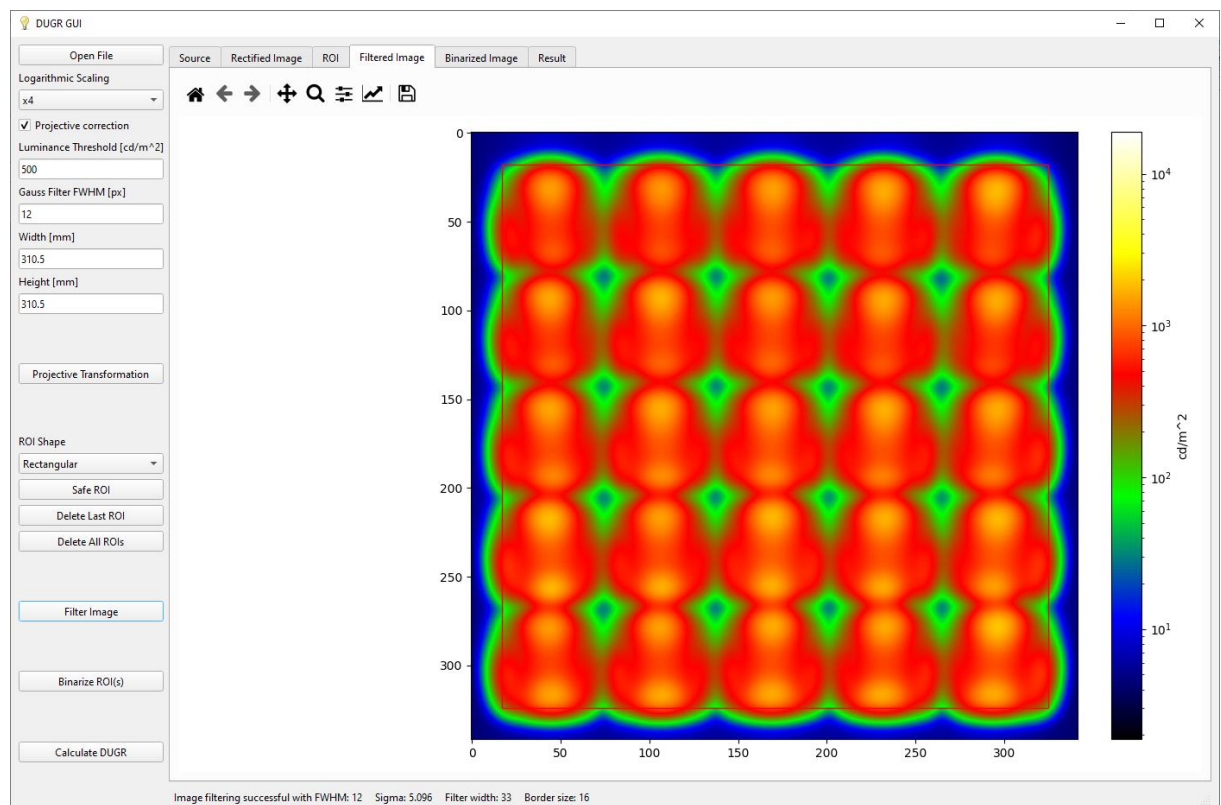 DUGR GUI
Open File
Logarithmic Scaling
x4
Projective correction
Luminance Threshold [cd/m^2]
500
Gauss Filter FWHM [px]
12
Width [mm]
310.5
Height [mm]
310.5
Projective Transformation
ROI Shape
Rectangular
Safe ROI
Delete Last ROI
Delete All ROIs
Filter Image
Binarize ROI(s)
Calculate DUGR
Source Rectified Image ROI Filtered Image Binarized Image Result
0
50
100
150
200
250
300
0 50 100 150 200 250 300
10^4
10^3
10^2
10^1
cd/m^2
Image filtering successful with FWHM: 12 Sigma: 5.096 Filter width: 33 Border size: 16